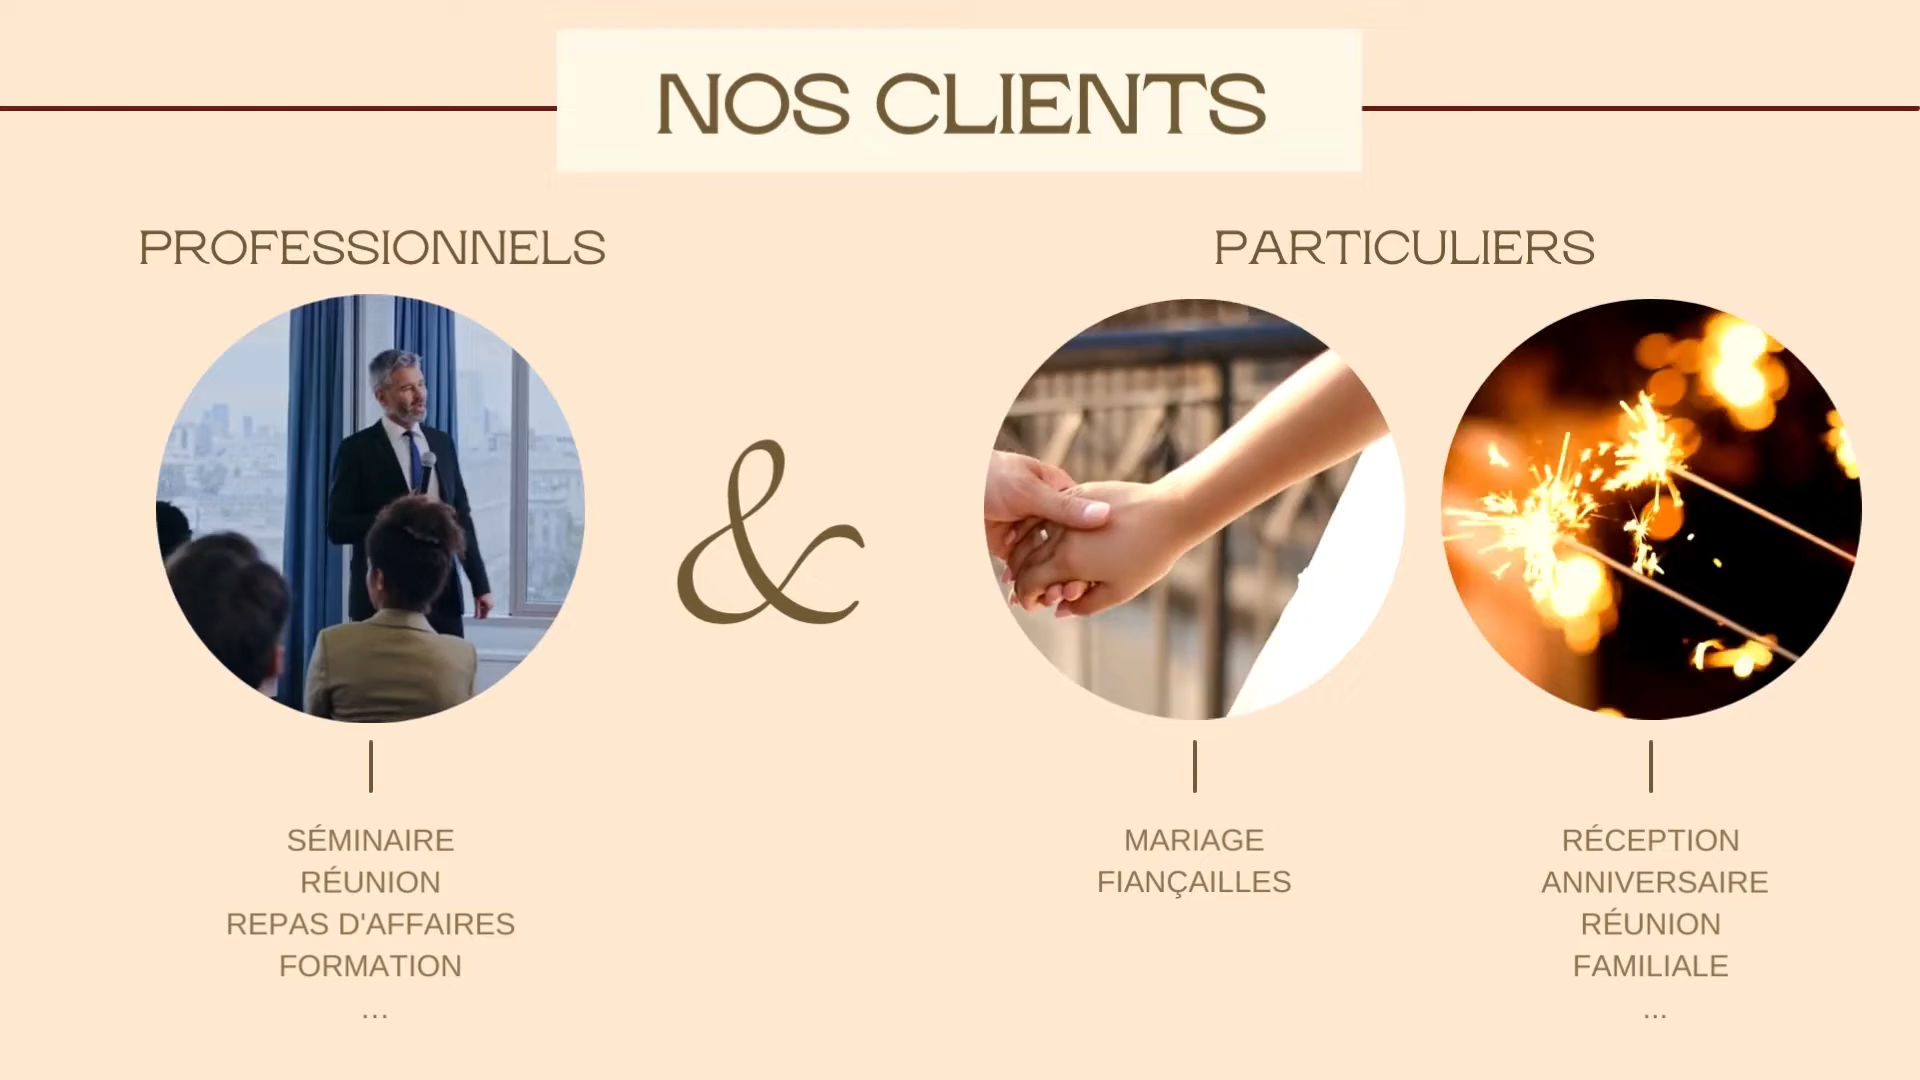 NOS CLIENTS
PROFESSIONNELS
PARTICULIERS
&
SÉMINAIRE
RÉUNION
REPAS D'AFFAIRES
FORMATION
...
MARIAGE
FIANÇAILLES
RÉCEPTION
ANNIVERSAIRE
RÉUNION
FAMILIALE
...